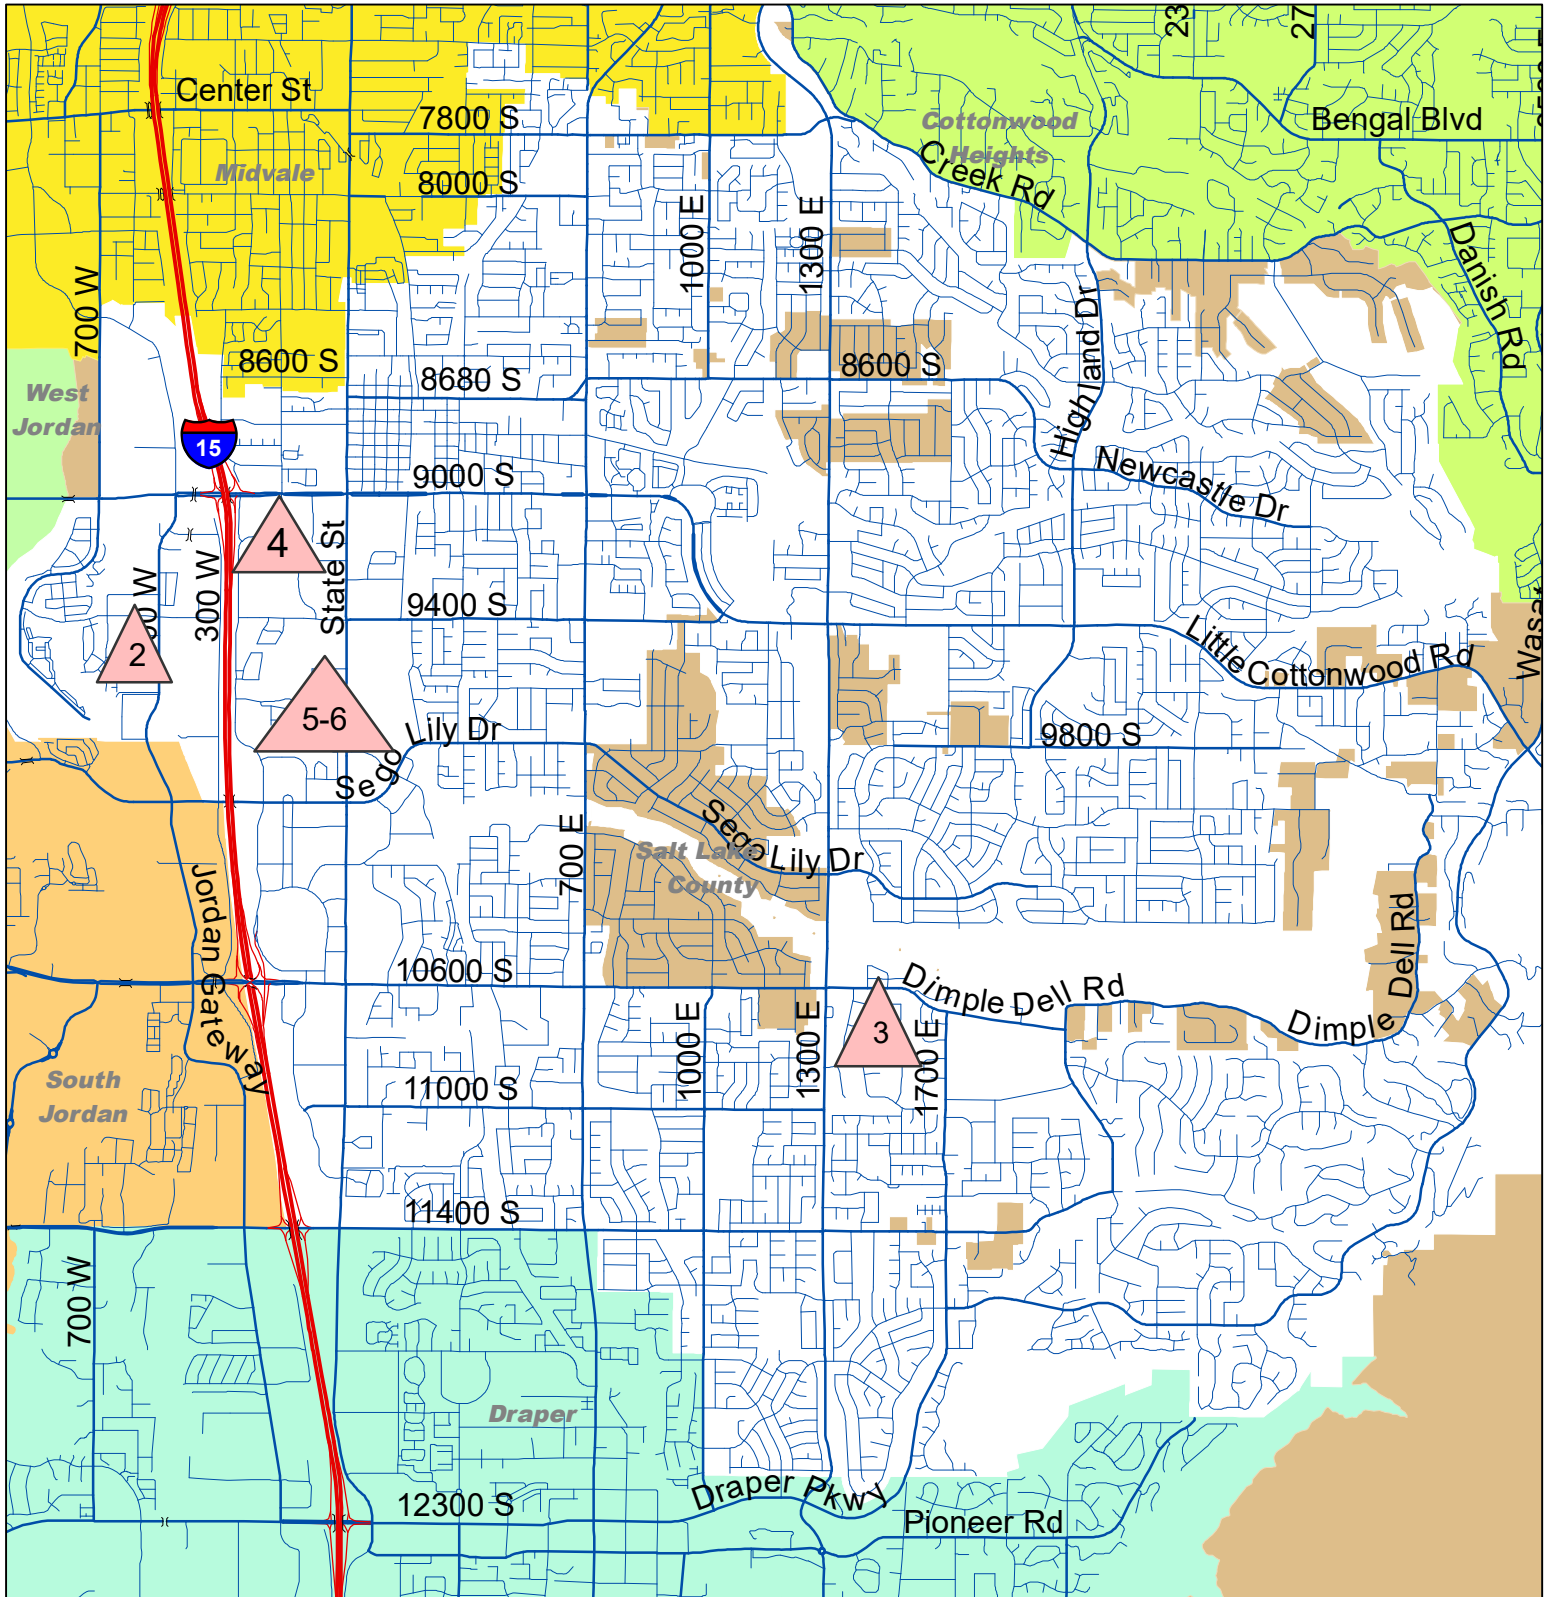 23
27
Center St
7800 S
Bengal Blvd
Cottonwood
Heights
Creek Rd
Midvale
8000 S
1000 E
1300 E
Danish Rd
700 W
Highland Dr
8600 S
8680 S
8600 S
West
Jordan
15
9000 S
Newcastle Dr
4
State St
300 W
9400 S
2
Little Cottonwood Rd
5-6
Sego Lily Dr
9800 S
700 E
Sego Lily Dr
Salt Lake
County
Jordan Gateway
10600 S
Dimple Dell Rd
Dimple Dell Rd
3
1000 E
1300 E
1700 E
South
Jordan
11000 S
11400 S
700 W
Draper
12300 S
Draper Pkwy
Pioneer Rd